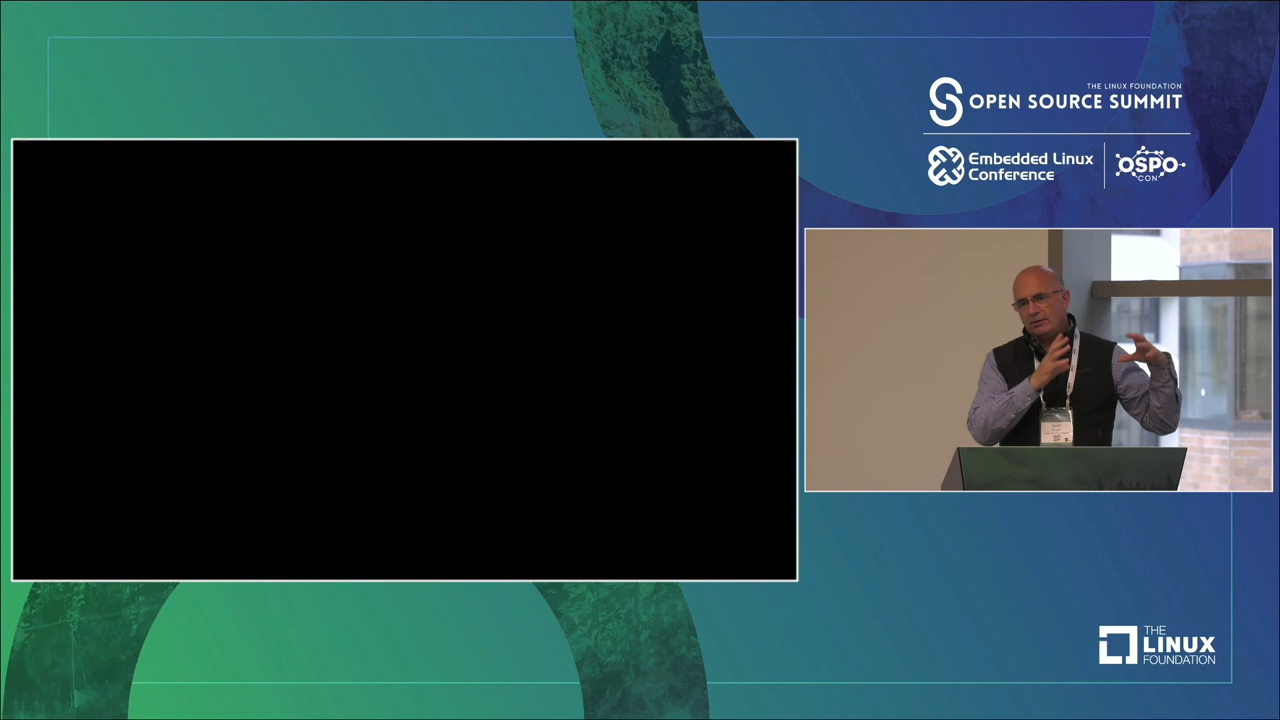 THE LINUX FOUNDATION
OPEN SOURCE SUMMIT
Embedded Linux
Conference
OSPO
CON
THE
LINUX
FOUNDATION